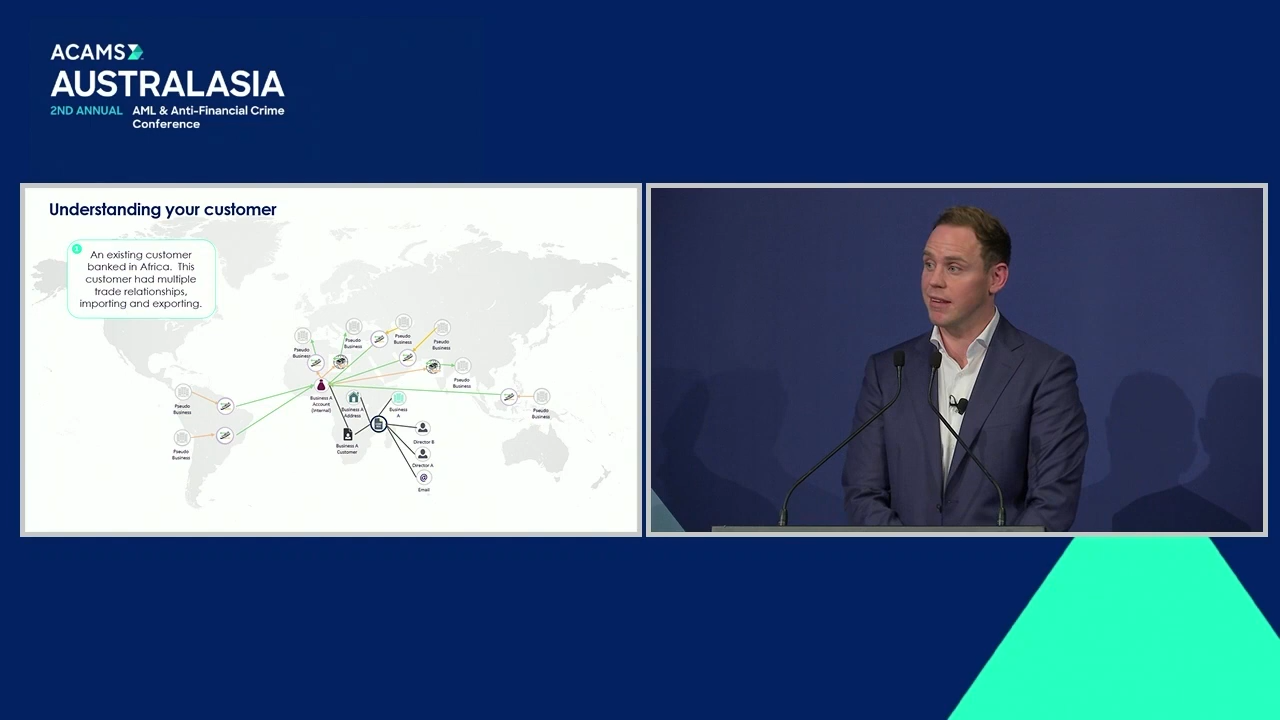 ACAMS
AUSTRALASIA
2ND ANNUAL AML & Anti-Financial Crime
Conference
Understanding your customer
1
An existing customer
banked in Africa. This
customer had multiple
trade relationships,
importing and exporting.
Pseudo
Business
Pseudo
Business
Pseudo
Business
Pseudo
Business
Pseudo
Business
Pseudo
Business
Pseudo
Business
Pseudo
Business
Business A
Account
(Internal)
Business A
Address
Business
A
Business A
Customer
Director B
Director A
@
Email